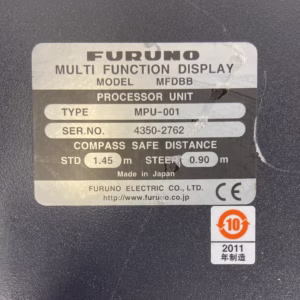 FURUNO
MULTI FUNCTION DISPLAY
MODEL MFDBB
PROCESSOR UNIT
TYPE MPU-001
SER.NO. 4350-2762
COMPASS SAFE DISTANCE
STD 1.45 m STEER 0.90 m
Made in Japan
FURUNO ELECTRIC CO., LTD.
www.furuno.co.jp
10
2011
年制造